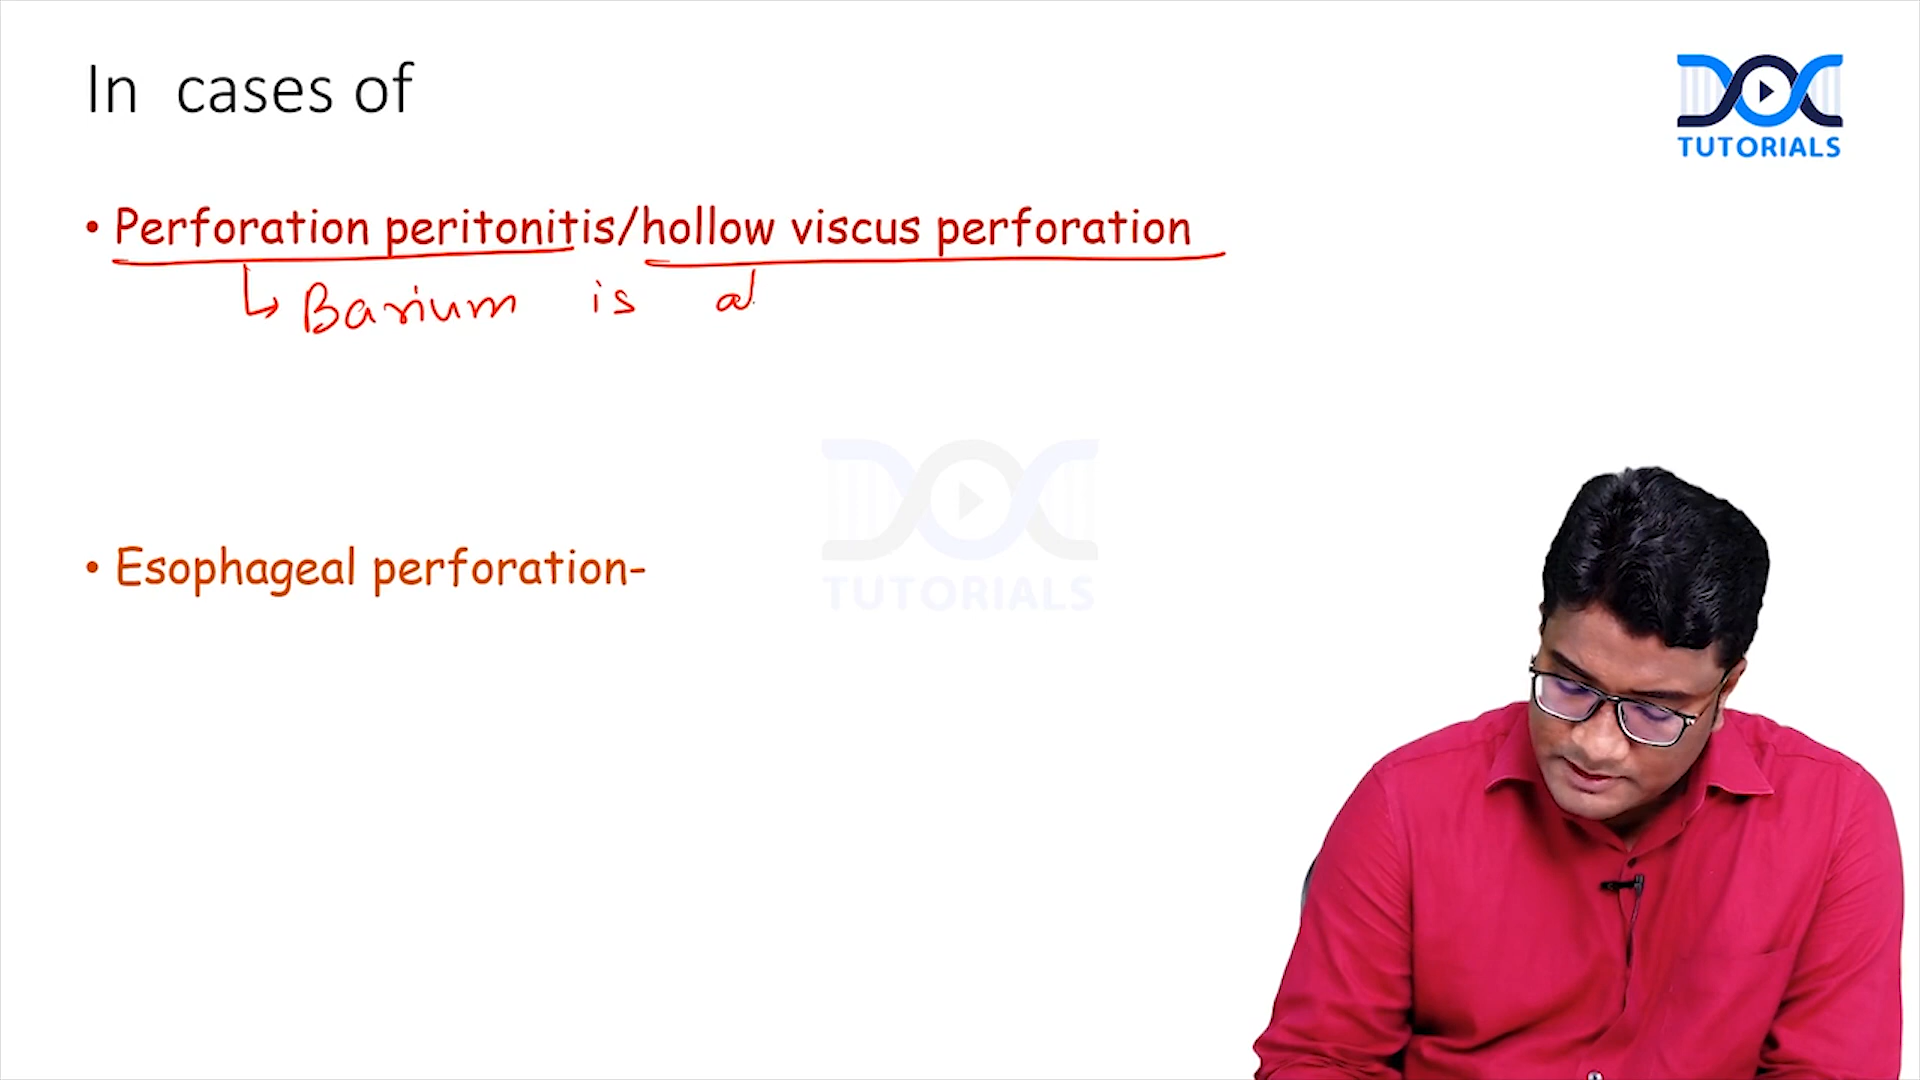 In cases of
DOC
TUTORIALS
• Perforation peritonitis/hollow viscus perforation
↳ Barium is a
DOC
TUTORIALS
• Esophageal perforation-